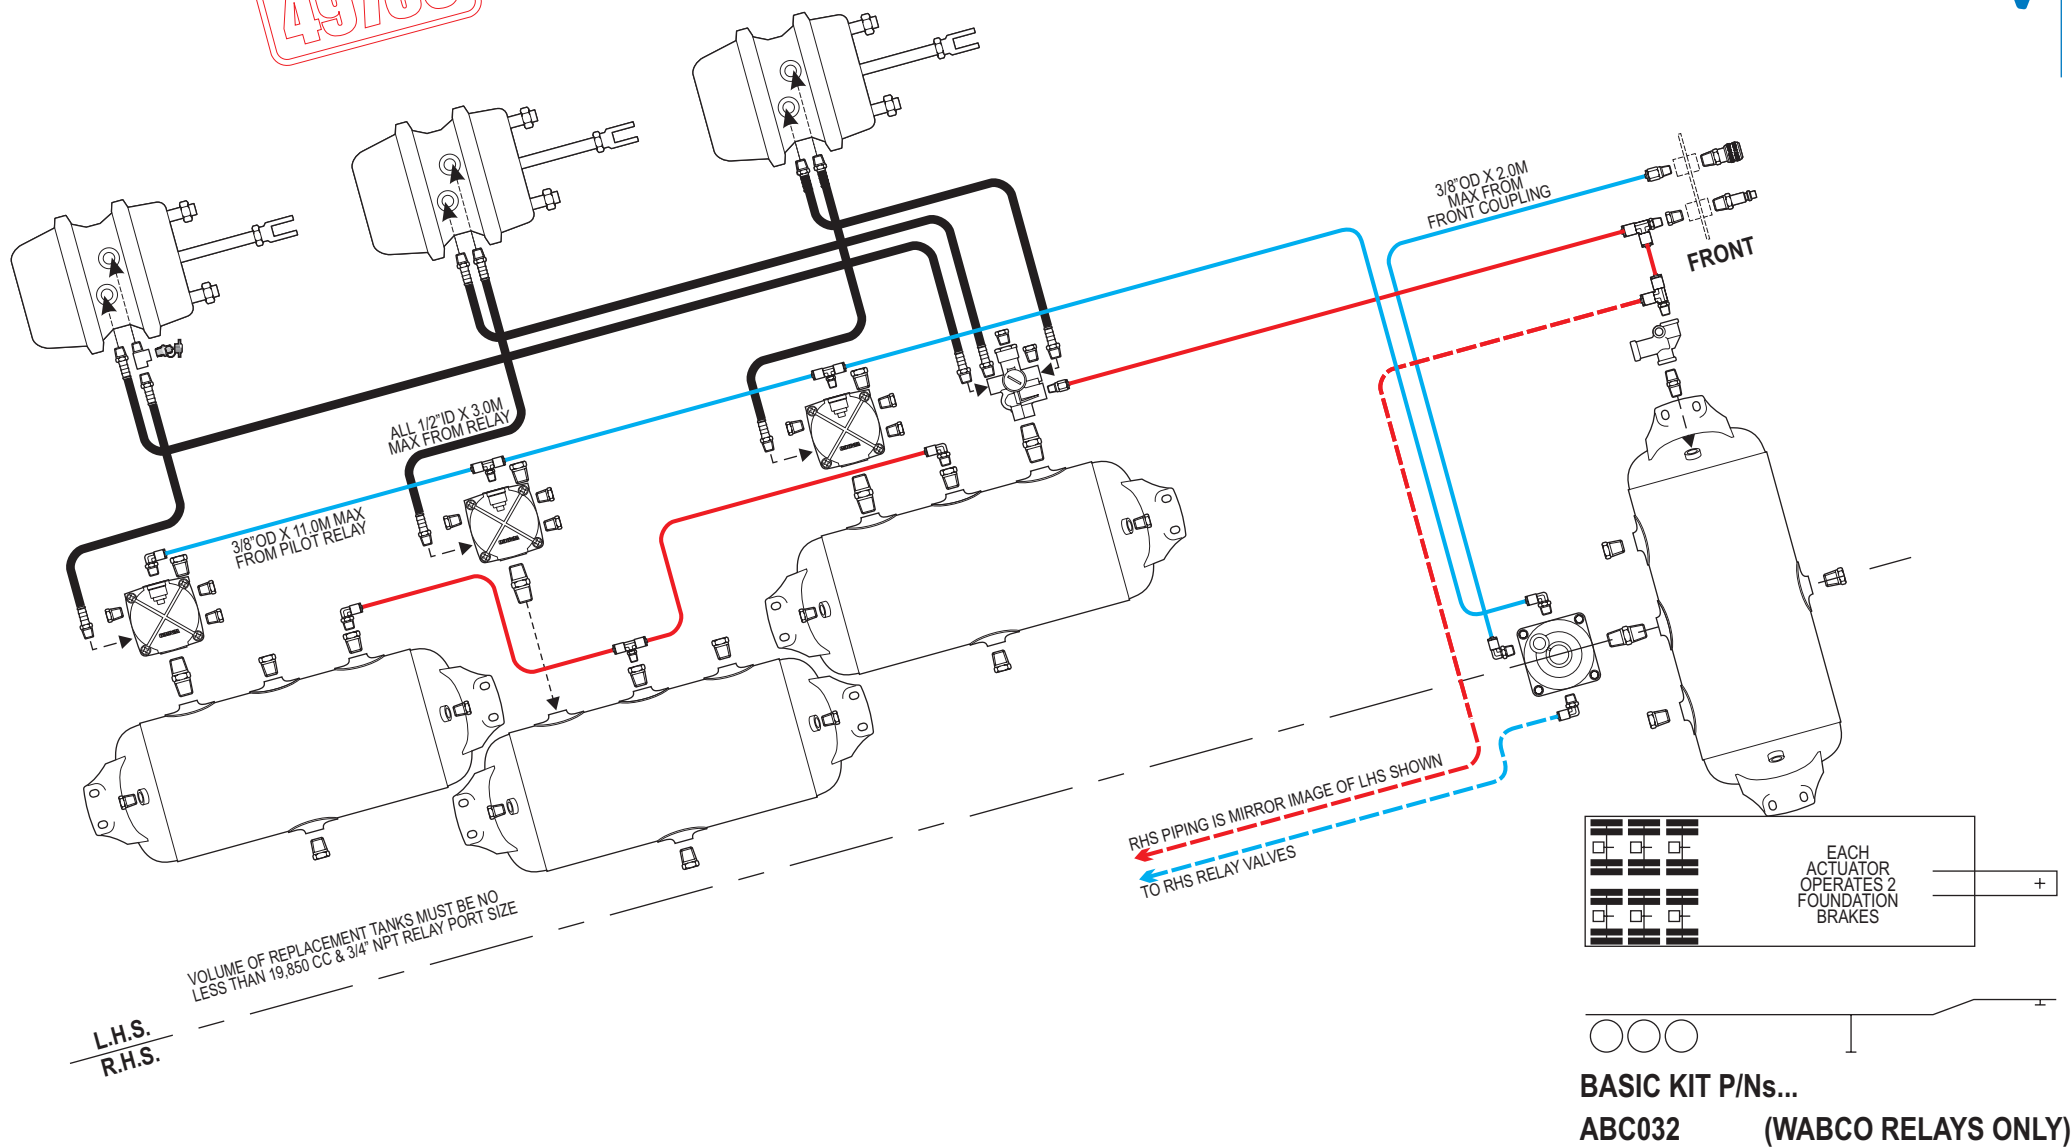 3/8"OD X 2.0M
MAX FROM
FRONT COUPLING
FRONT
ALL 1/2"ID X 3.0M
MAX FROM RELAY
3/8"OD X 11.0M MAX
FROM PILOT RELAY
RHS PIPING IS MIRROR IMAGE OF LHS SHOWN
TO RHS RELAY VALVES
VOLUME OF REPLACEMENT TANKS MUST BE NO
LESS THAN 19,850 CC & 3/4" NPT RELAY PORT SIZE
L.H.S.
R.H.S.
EACH
ACTUATOR
OPERATES 2
FOUNDATION
BRAKES
BASIC KIT P/Ns...
ABC032 (WABCO RELAYS ONLY)